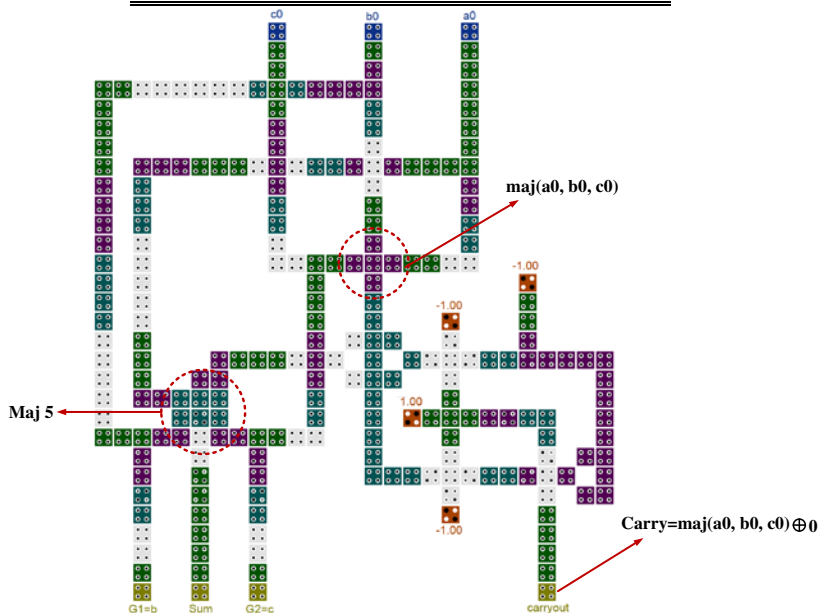 c0 b0 a0
maj(a0, b0, c0)
-1.00
-1.00
1.00
Maj 5
-1.00
Carry=maj(a0, b0, c0)⊕0
G1=b Sum G2=c carryout